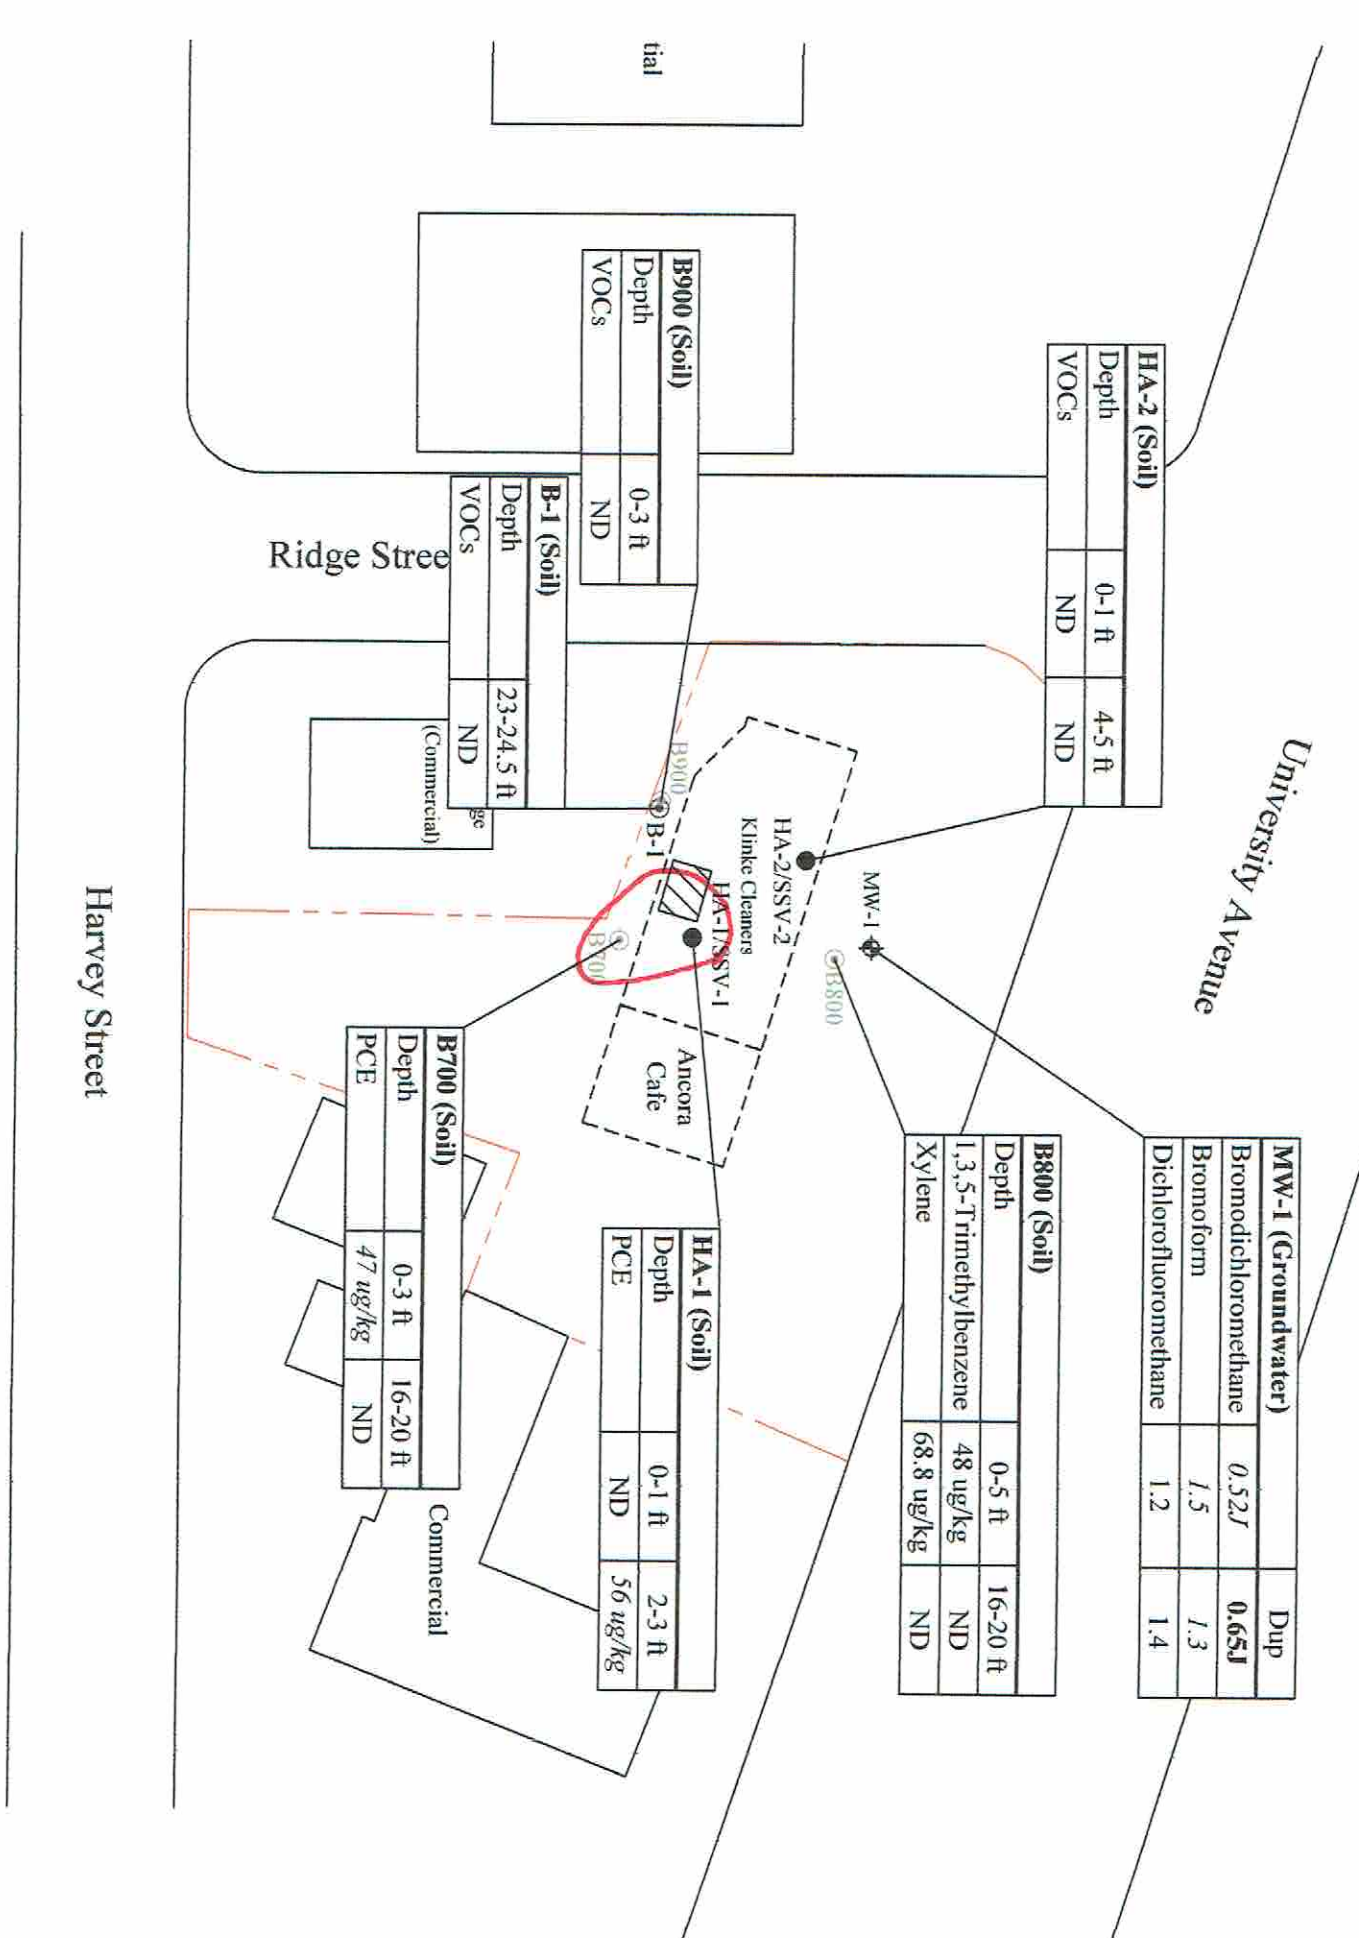 University Avenue
HA-2 (Soil)
Depth 0-1 ft 4-5 ft
VOCs ND ND
MW-1 (Groundwater) Dup
Bromodichloromethane 0.52J 0.65J
Bromoform 1.5 1.3
Dichlorofluoromethane 1.2 1.4
B800 (Soil)
Depth 0-5 ft 16-20 ft
1,3,5-Trimethylbenzene 48 ug/kg ND
Xylene 68.8 ug/kg ND
MW-1
B800
HA-2/SSV-2
Klinke Cleaners
HA-1/SSV-1
Ancora
Cafe
tial
B900 (Soil)
Depth 0-3 ft
VOCs ND
B900
B-1
B700
HA-1 (Soil)
Depth 0-1 ft 2-3 ft
PCE ND 56 ug/kg
B-1 (Soil)
Depth 23-24.5 ft
VOCs ND
Ridge Stree
ge
(Commercial)
B700 (Soil)
Depth 0-3 ft 16-20 ft
PCE 47 ug/kg ND
Commercial
Harvey Street